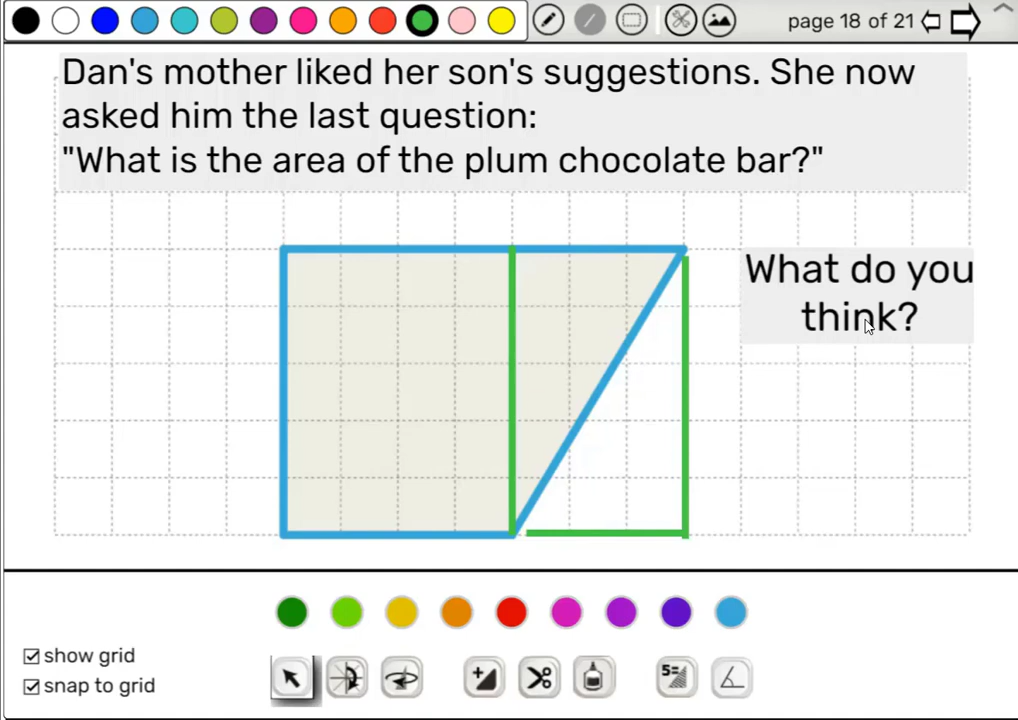 page 18 of 21
Dan's mother liked her son's suggestions. She now
asked him the last question:
"What is the area of the plum chocolate bar?"
What do you
think?
show grid
snap to grid
5=